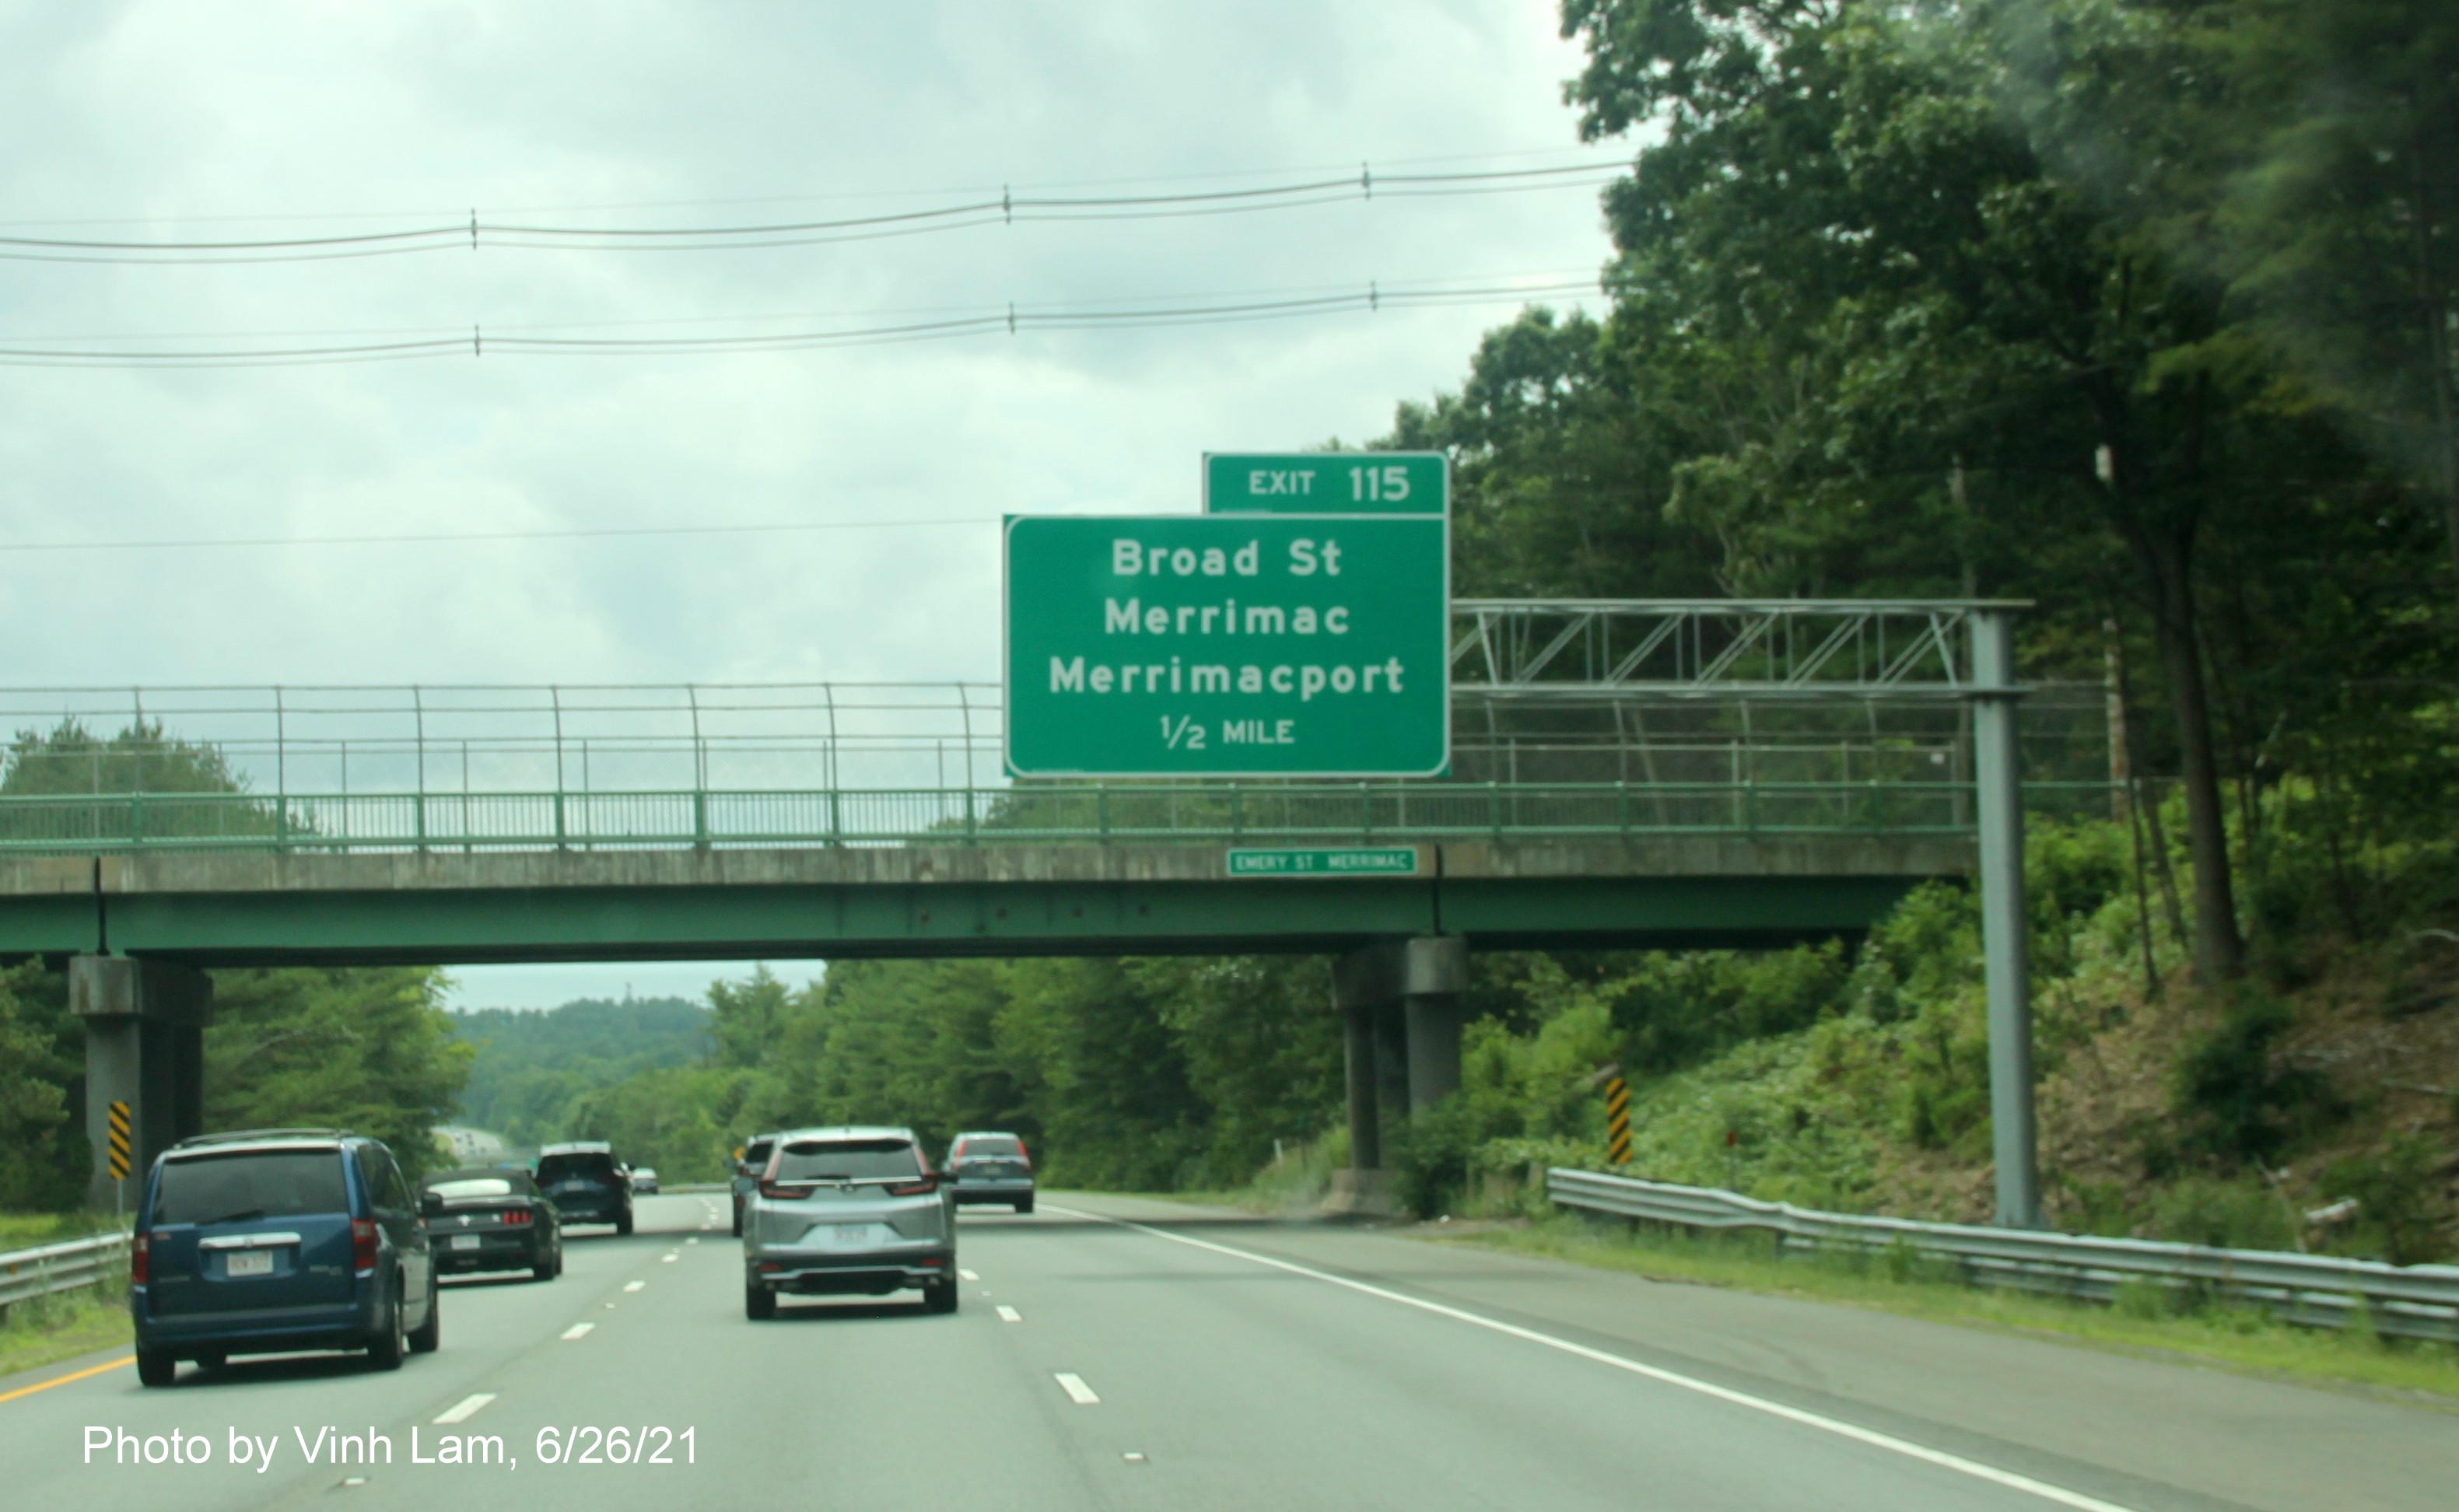 EXIT 115
Broad St
Merrimac
Merrimacport
1/2 MILE
EMERY ST MERRIMAC
Photo by Vinh Lam, 6/26/21